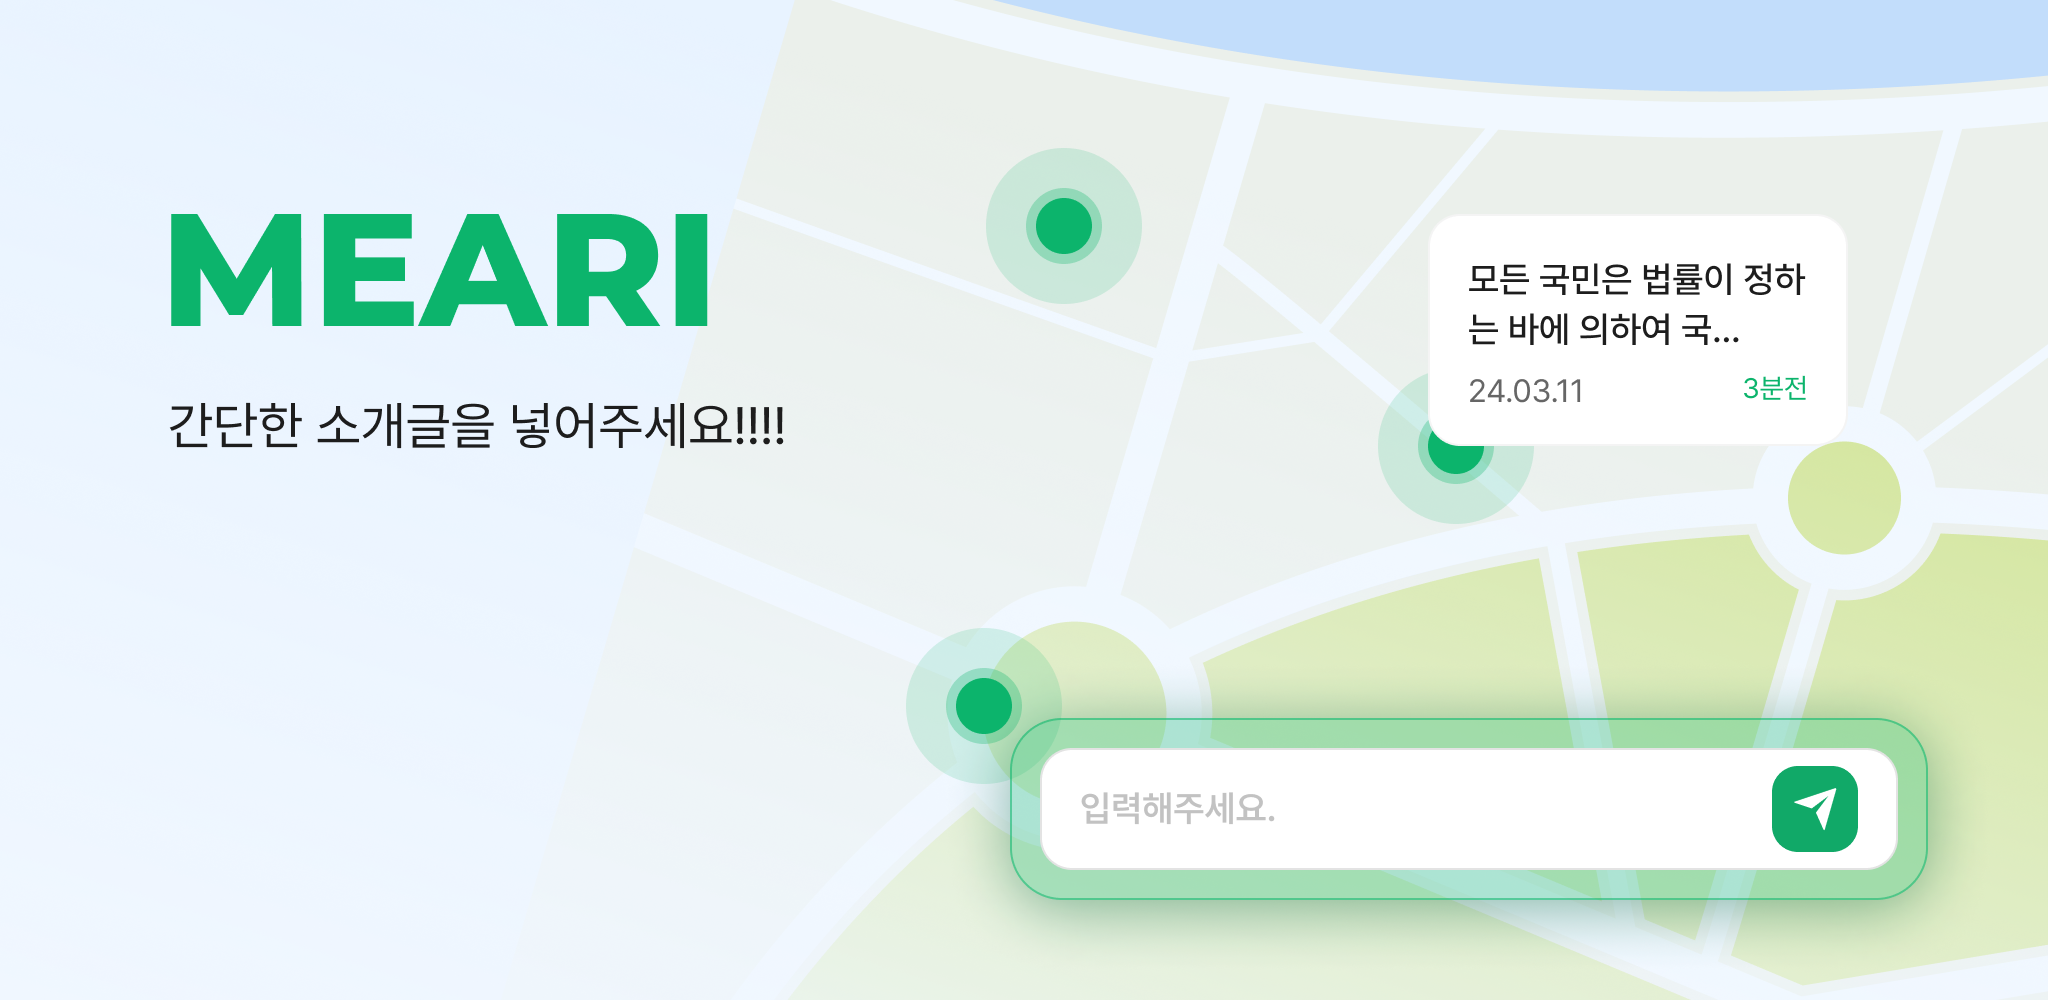 MEARI
간단한 소개글을 넣어주세요!!!!
모든 국민은 법률이 정하
는 바에 의하여 국...
24.03.11
3분전
입력해주세요.